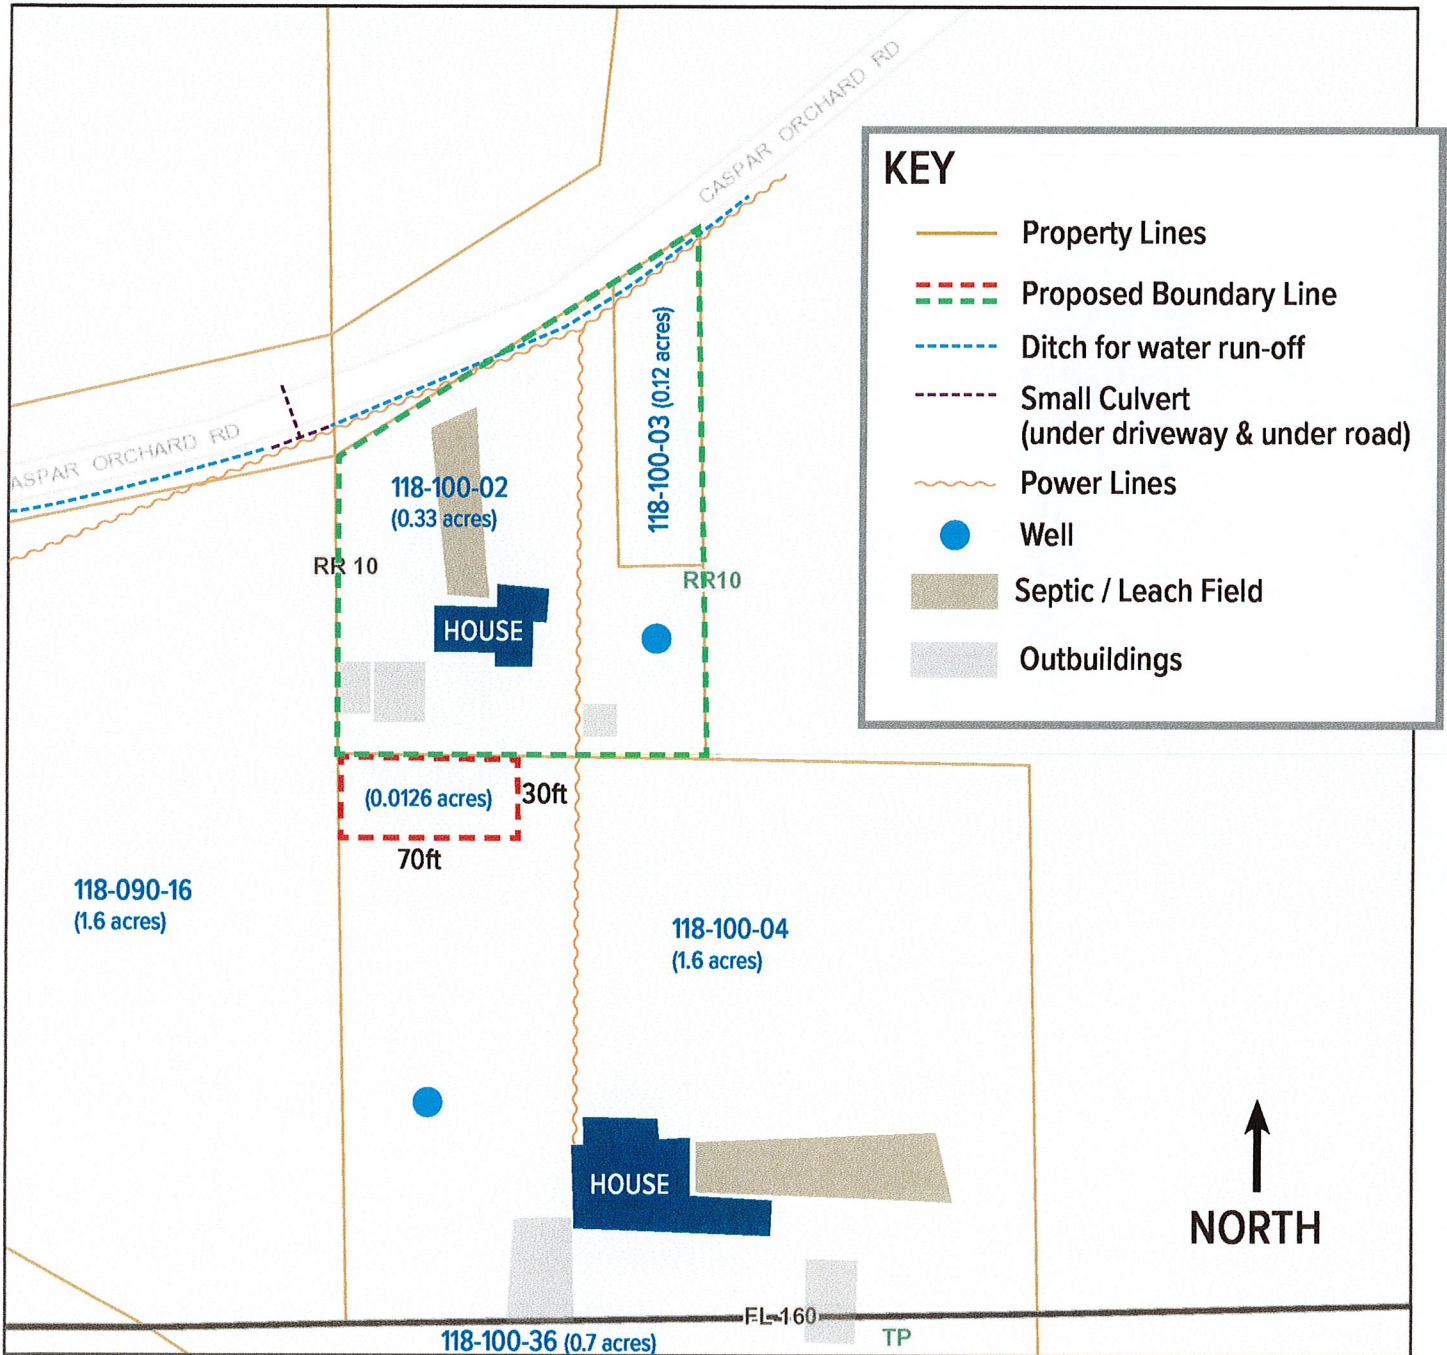 CASPAR ORCHARD RD
KEY
Property Lines
Proposed Boundary Line
Ditch for water run-off
Small Culvert
(under driveway & under road)
Power Lines
Well
Septic / Leach Field
Outbuildings
ASPAR ORCHARD RD
118-100-03 (0.12 acres)
118-100-02
(0.33 acres)
RR 10
RR10
HOUSE
(0.0126 acres)
30ft
70ft
118-090-16
(1.6 acres)
118-100-04
(1.6 acres)
HOUSE
NORTH
FL-160
118-100-36 (0.7 acres)
TP